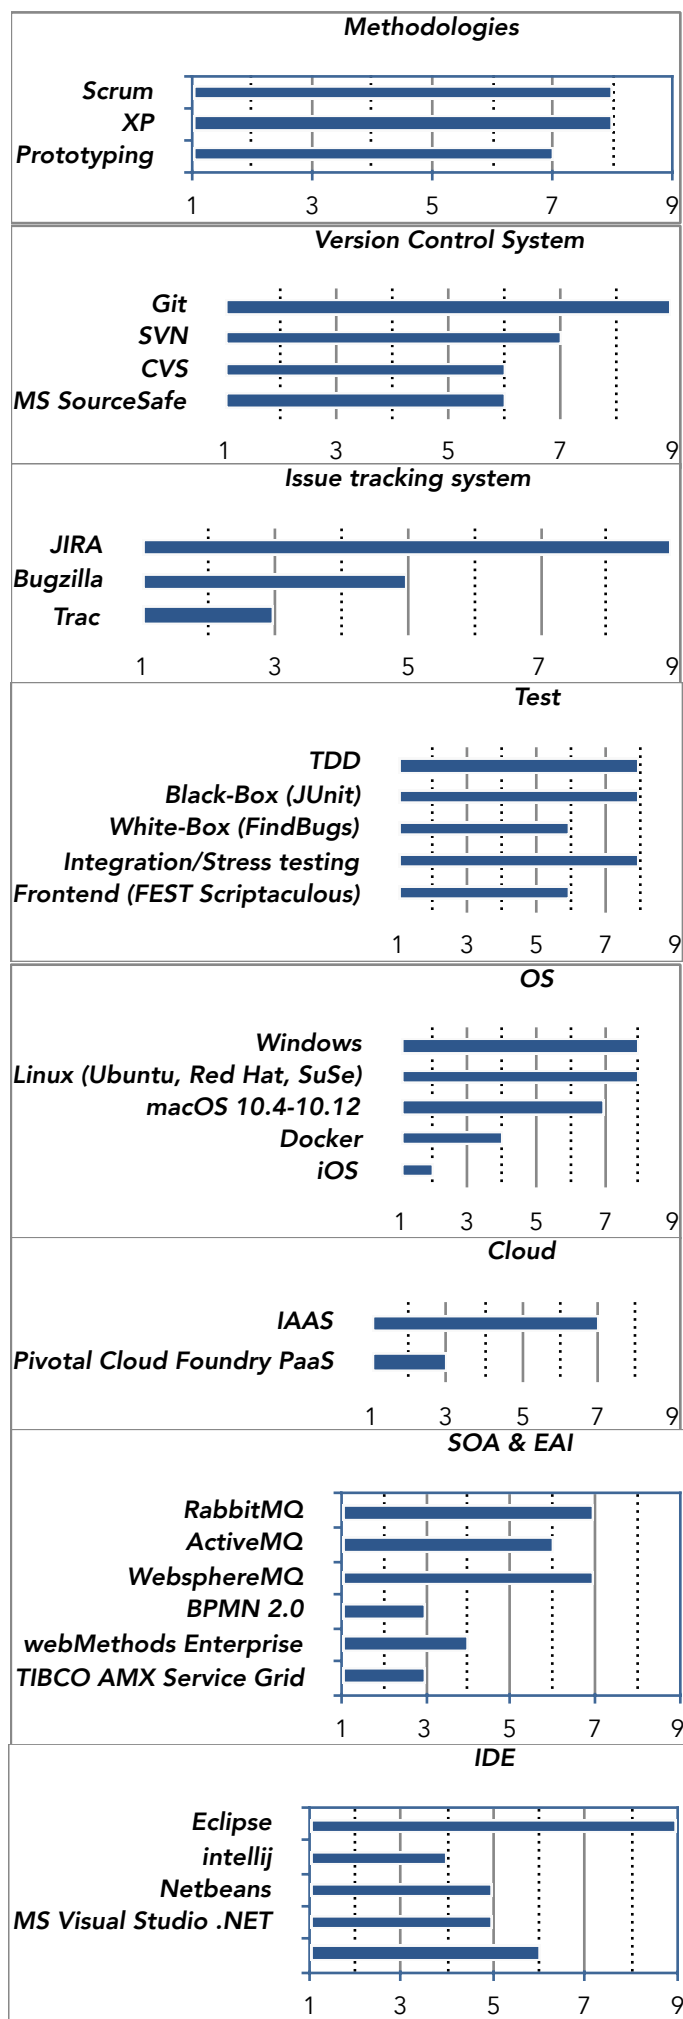 Methodologies
Scrum
XP
Prototyping
1 3 5 7 9
Version Control System
Git
SVN
CVS
MS SourceSafe
1 3 5 7 9
Issue tracking system
JIRA
Bugzilla
Trac
1 3 5 7 9
Test
TDD
Black-Box (JUnit)
White-Box (FindBugs)
Integration/Stress testing
Frontend (FEST Scriptaculous)
1 3 5 7 9
OS
Windows
Linux (Ubuntu, Red Hat, SuSe)
macOS 10.4-10.12
Docker
iOS
1 3 5 7 9
Cloud
IAAS
Pivotal Cloud Foundry PaaS
1 3 5 7 9
SOA & EAI
RabbitMQ
ActiveMQ
WebsphereMQ
BPMN 2.0
webMethods Enterprise
TIBCO AMX Service Grid
1 3 5 7 9
IDE
Eclipse
intellij
Netbeans
MS Visual Studio .NET
1 3 5 7 9